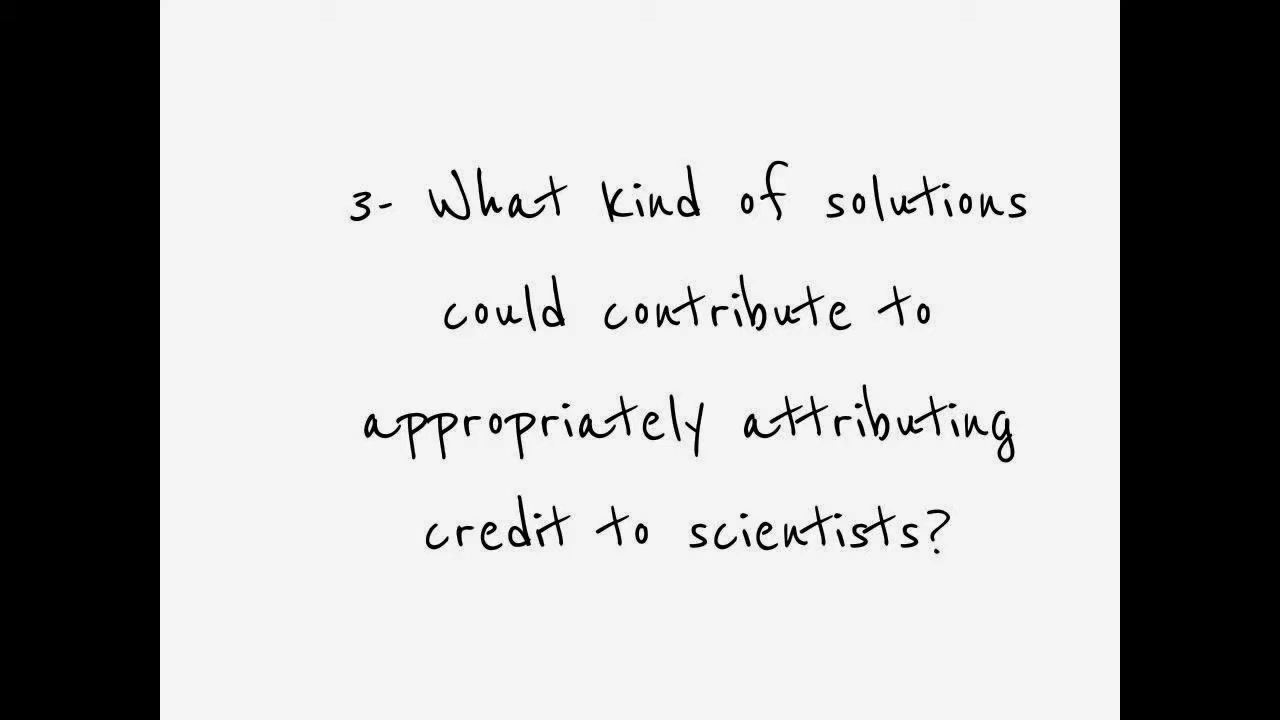 3- What kind of solutions
could contribute to
appropriately attributing
credit to scientists?